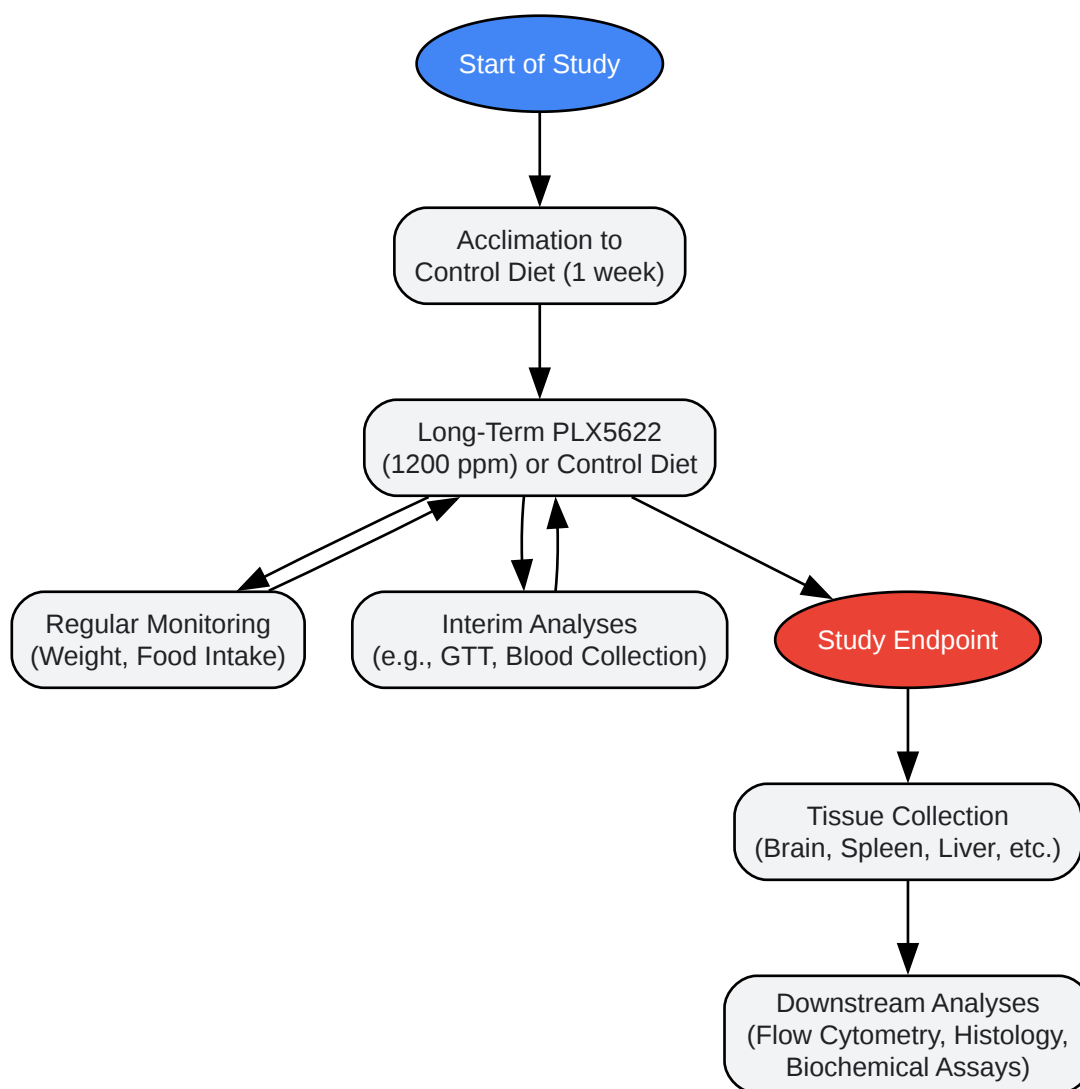 Start of Study
Acclimation to
Control Diet (1 week)
Long-Term PLX5622
(1200 ppm) or Control Diet
Regular Monitoring
(Weight, Food Intake)
Interim Analyses
(e.g., GTT, Blood Collection)
Study Endpoint
Tissue Collection
(Brain, Spleen, Liver, etc.)
Downstream Analyses
(Flow Cytometry, Histology,
Biochemical Assays)